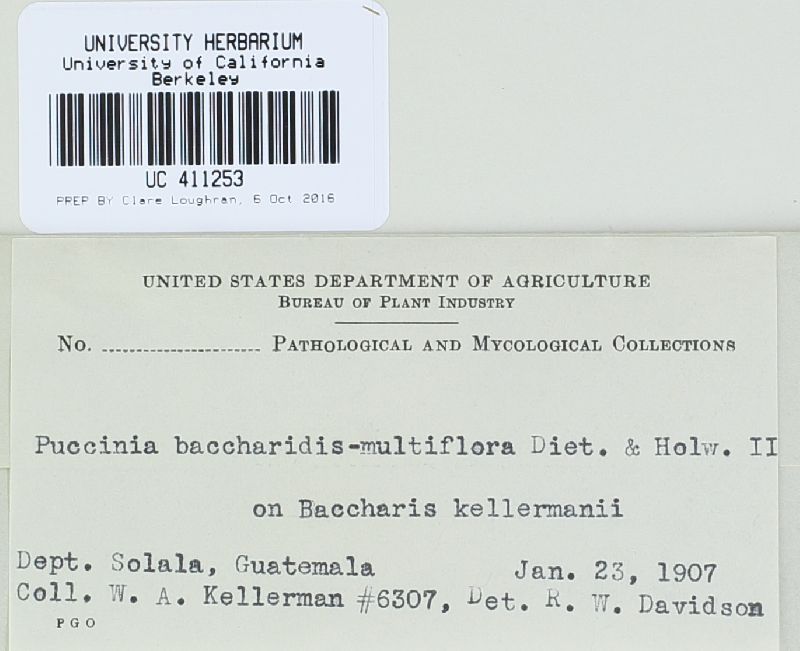 UNIVERSITY HERBARIUM
University of California
Berkeley
UC 411253
PREP BY Clare Loughran, 6 Oct 2016
UNITED STATES DEPARTMENT OF AGRICULTURE
BUREAU OF PLANT INDUSTRY
No. ........................ PATHOLOGICAL AND MYCOLOGICAL COLLECTIONS
Puccinia baccharidis-multiflora Diet. & Holw. II
on Baccharis kellermanii
Dept. Solala, Guatemala Jan. 23, 1907
Coll. W. A. Kellerman #6307, Det. R. W. Davidson
PGO